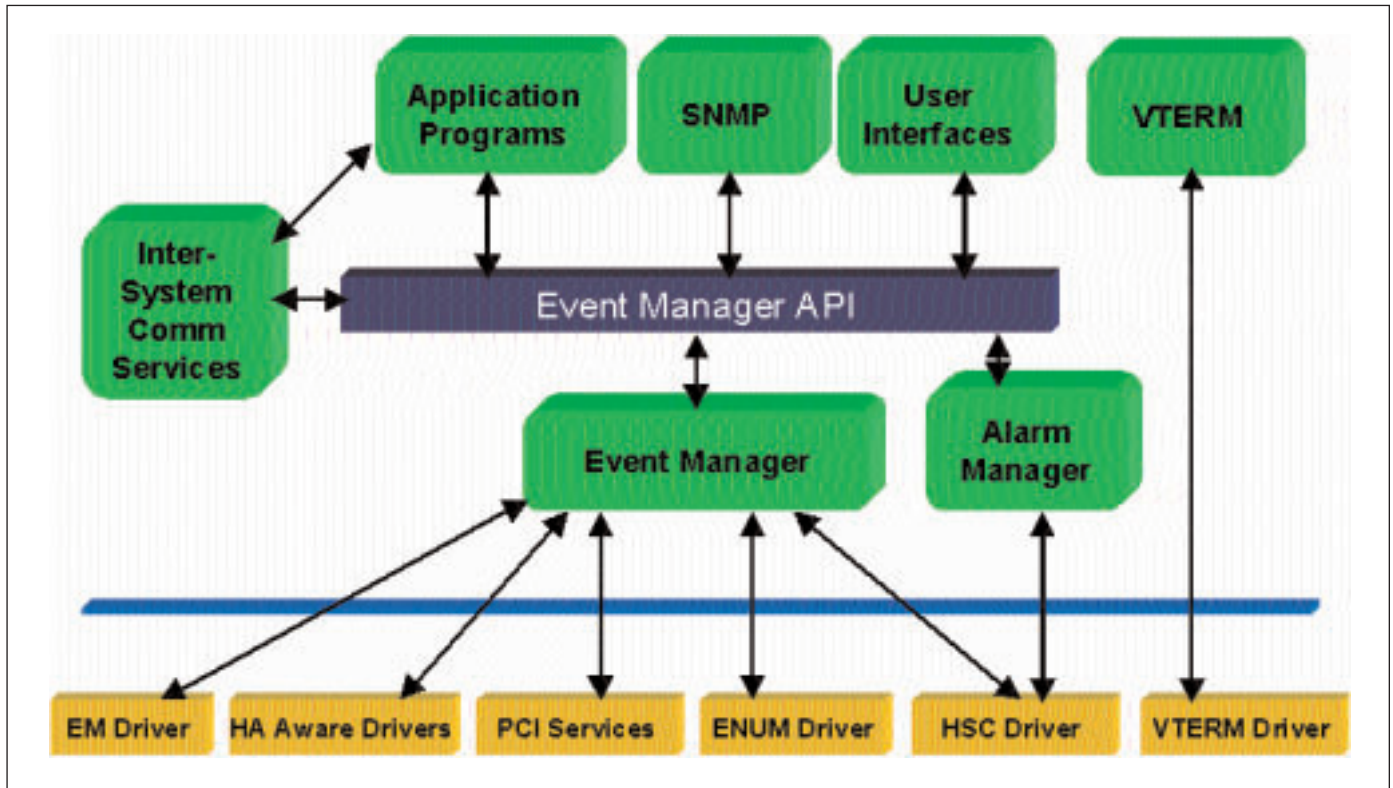 Application
Programs
SNMP
User
Interfaces
VTERM
Inter-
System
Comm
Services
Event Manager API
Event Manager
Alarm
Manager
EM Driver
HA Aware Drivers
PCI Services
ENUM Driver
HSC Driver
VTERM Driver